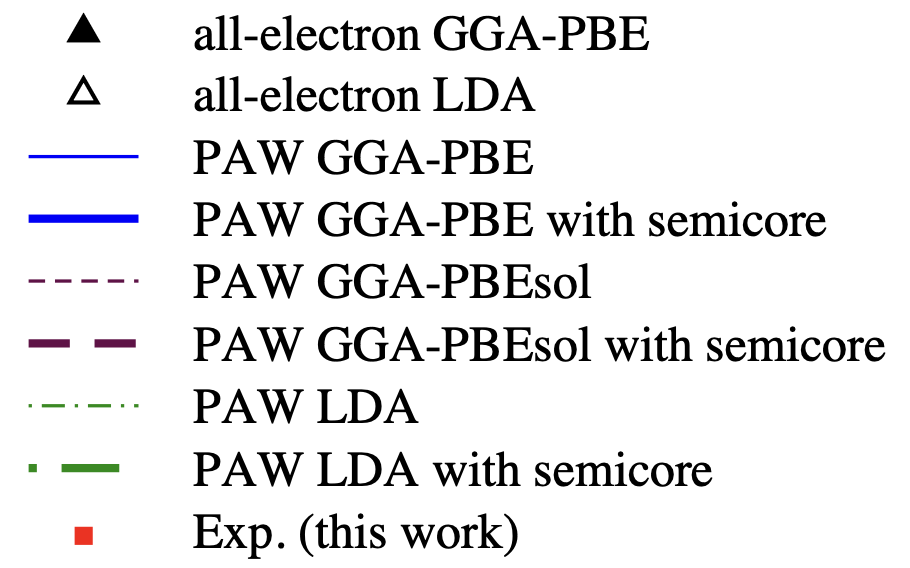 all-electron GGA-PBE
all-electron LDA
PAW GGA-PBE
PAW GGA-PBE with semicore
PAW GGA-PBEsol
PAW GGA-PBEsol with semicore
PAW LDA
PAW LDA with semicore
Exp. (this work)